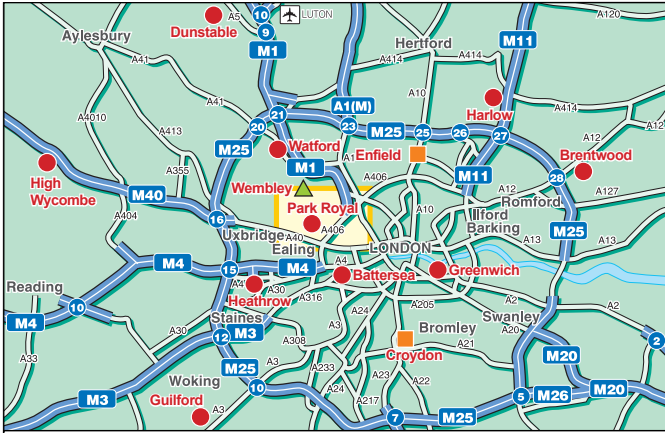 A5
10
LUTON
A120
Dunstable
9
Aylesbury
Hertford
M11
M1
A41
A414
A10
A1(M)
Harlow
A414
A414
A4010
A41
21
20
23
M25
25
26
27
A12
A413
M25
Watford
A1
Enfield
Brentwood
M1
A406
M11
28
High
Wycombe
A355
Wembley
A12
A127
M40
Park Royal
A10
Romford
A404
16
A406
Ilford
M25
Uxbridge
A40
Barking
Ealing
LONDON
A13
A13
M4
15
M4
A4
Battersea
Greenwich
Reading
A30
Heathrow
A316
A205
A2
10
Staines
A24
A2
M4
A30
12
M3
A3
Bromley
Swanley
A20
A308
A21
2
A33
Croydon
M20
Woking
M25
A3
A233
A23
A22
M3
10
A24
5
M26
M20
Guilford
A3
A217
7
M25